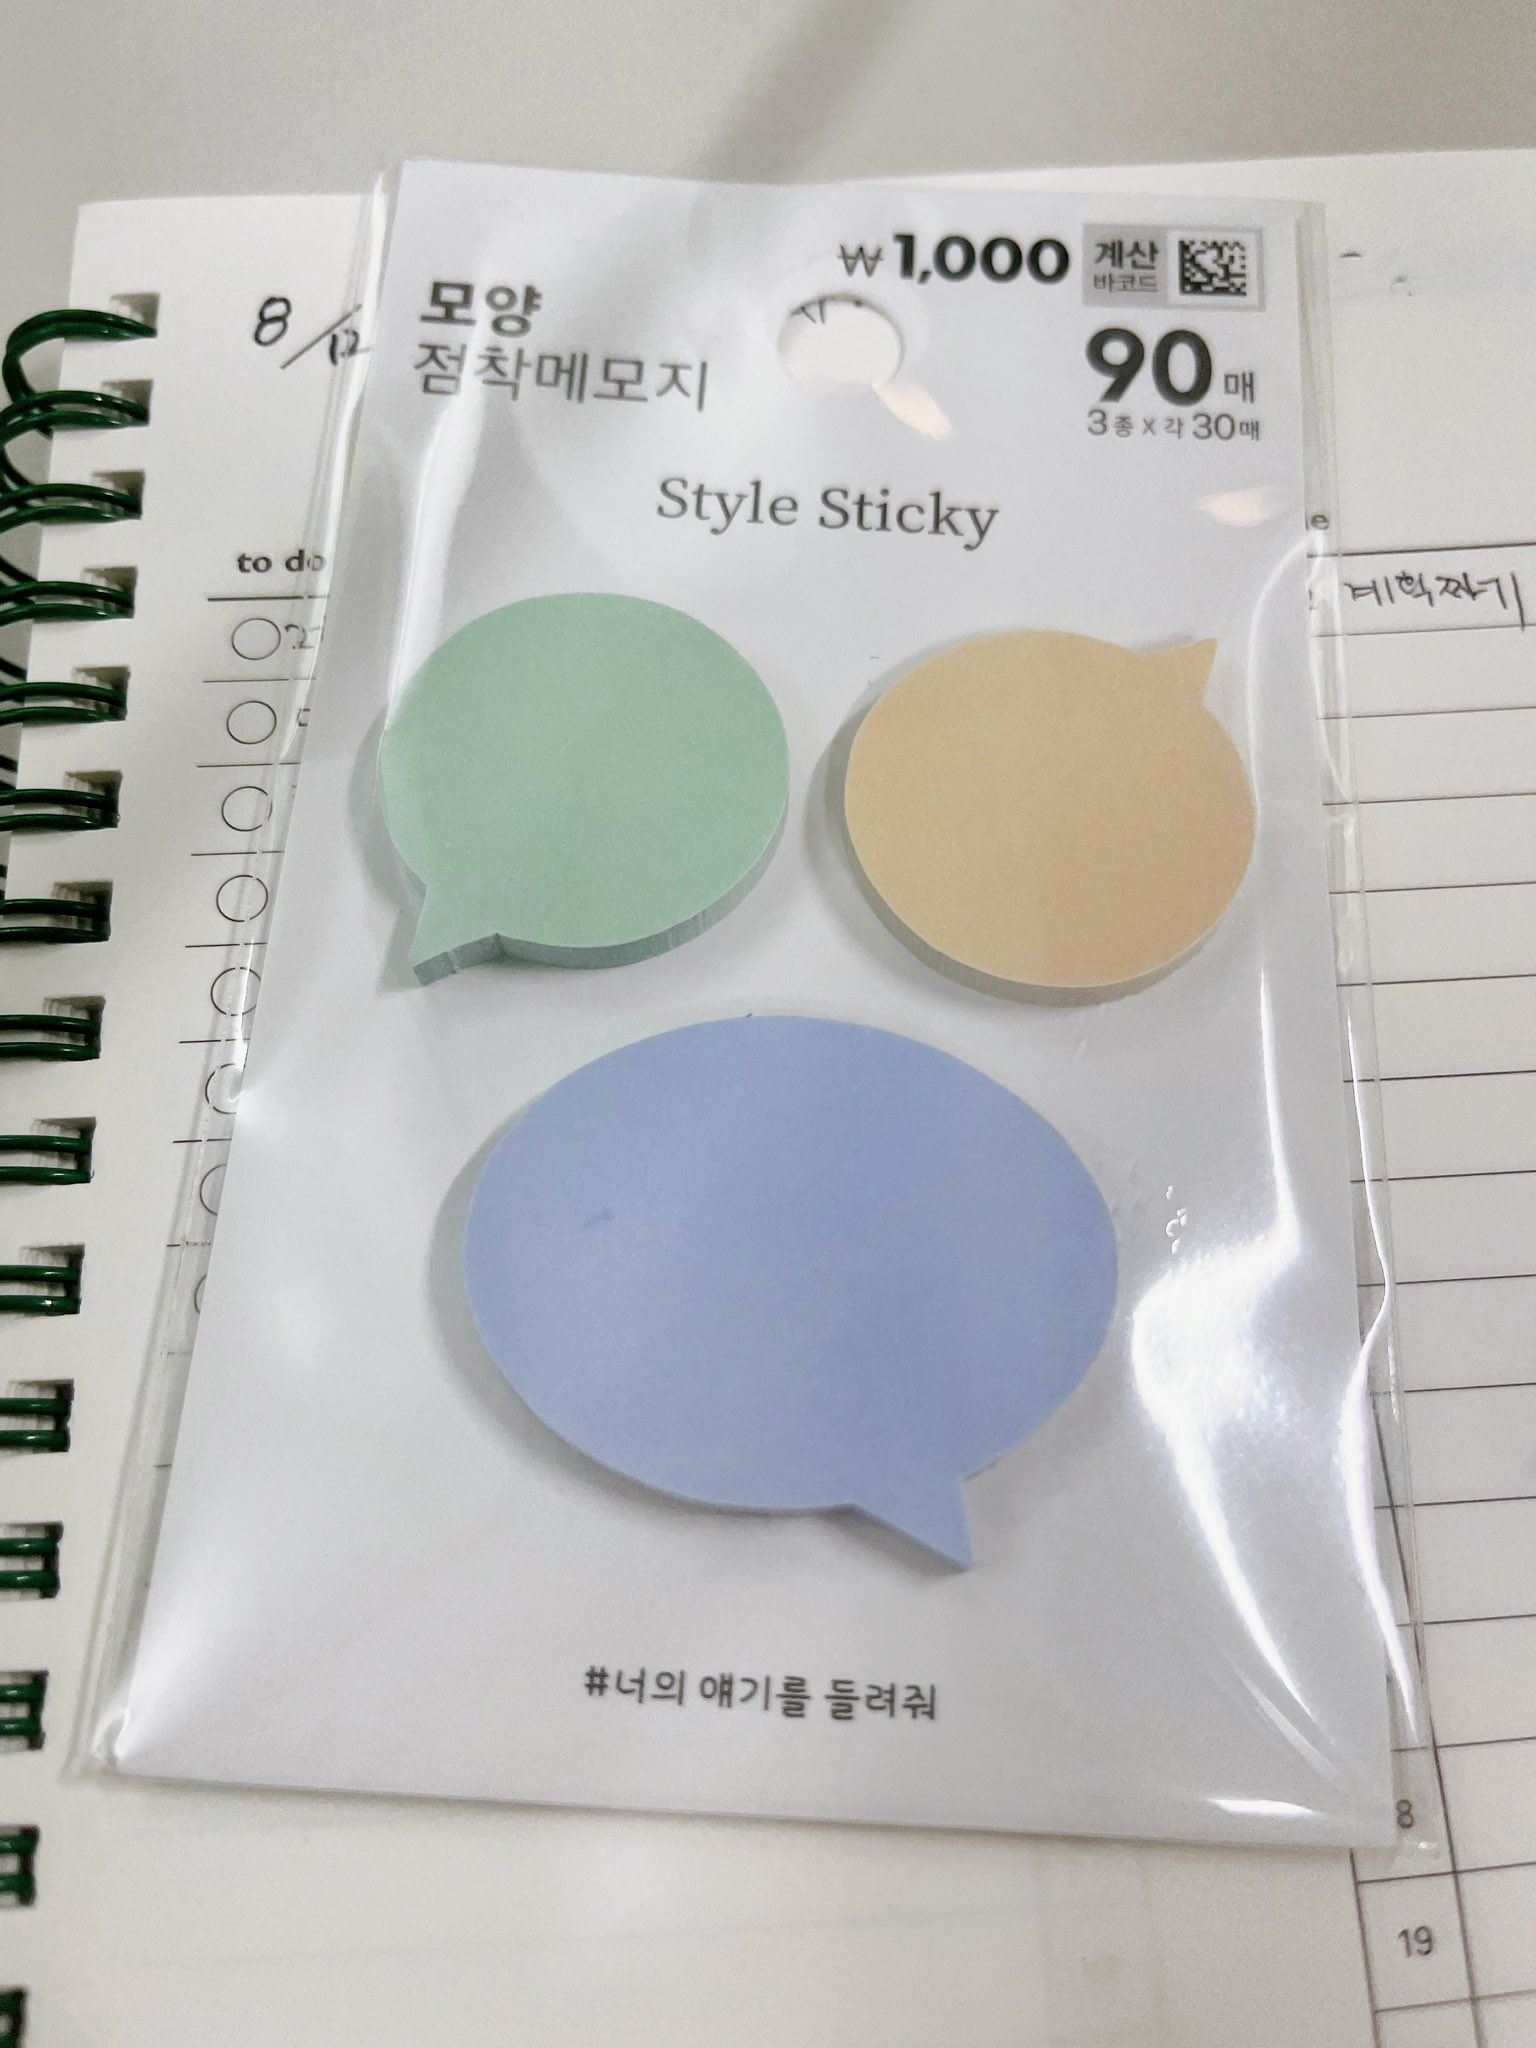 8/12
₩1,000
계산
바코드
모양
점착메모지
90매
3종 X 각 30매
Style Sticky
to do
계획짜기
#너의 얘기를 들려줘
8
19